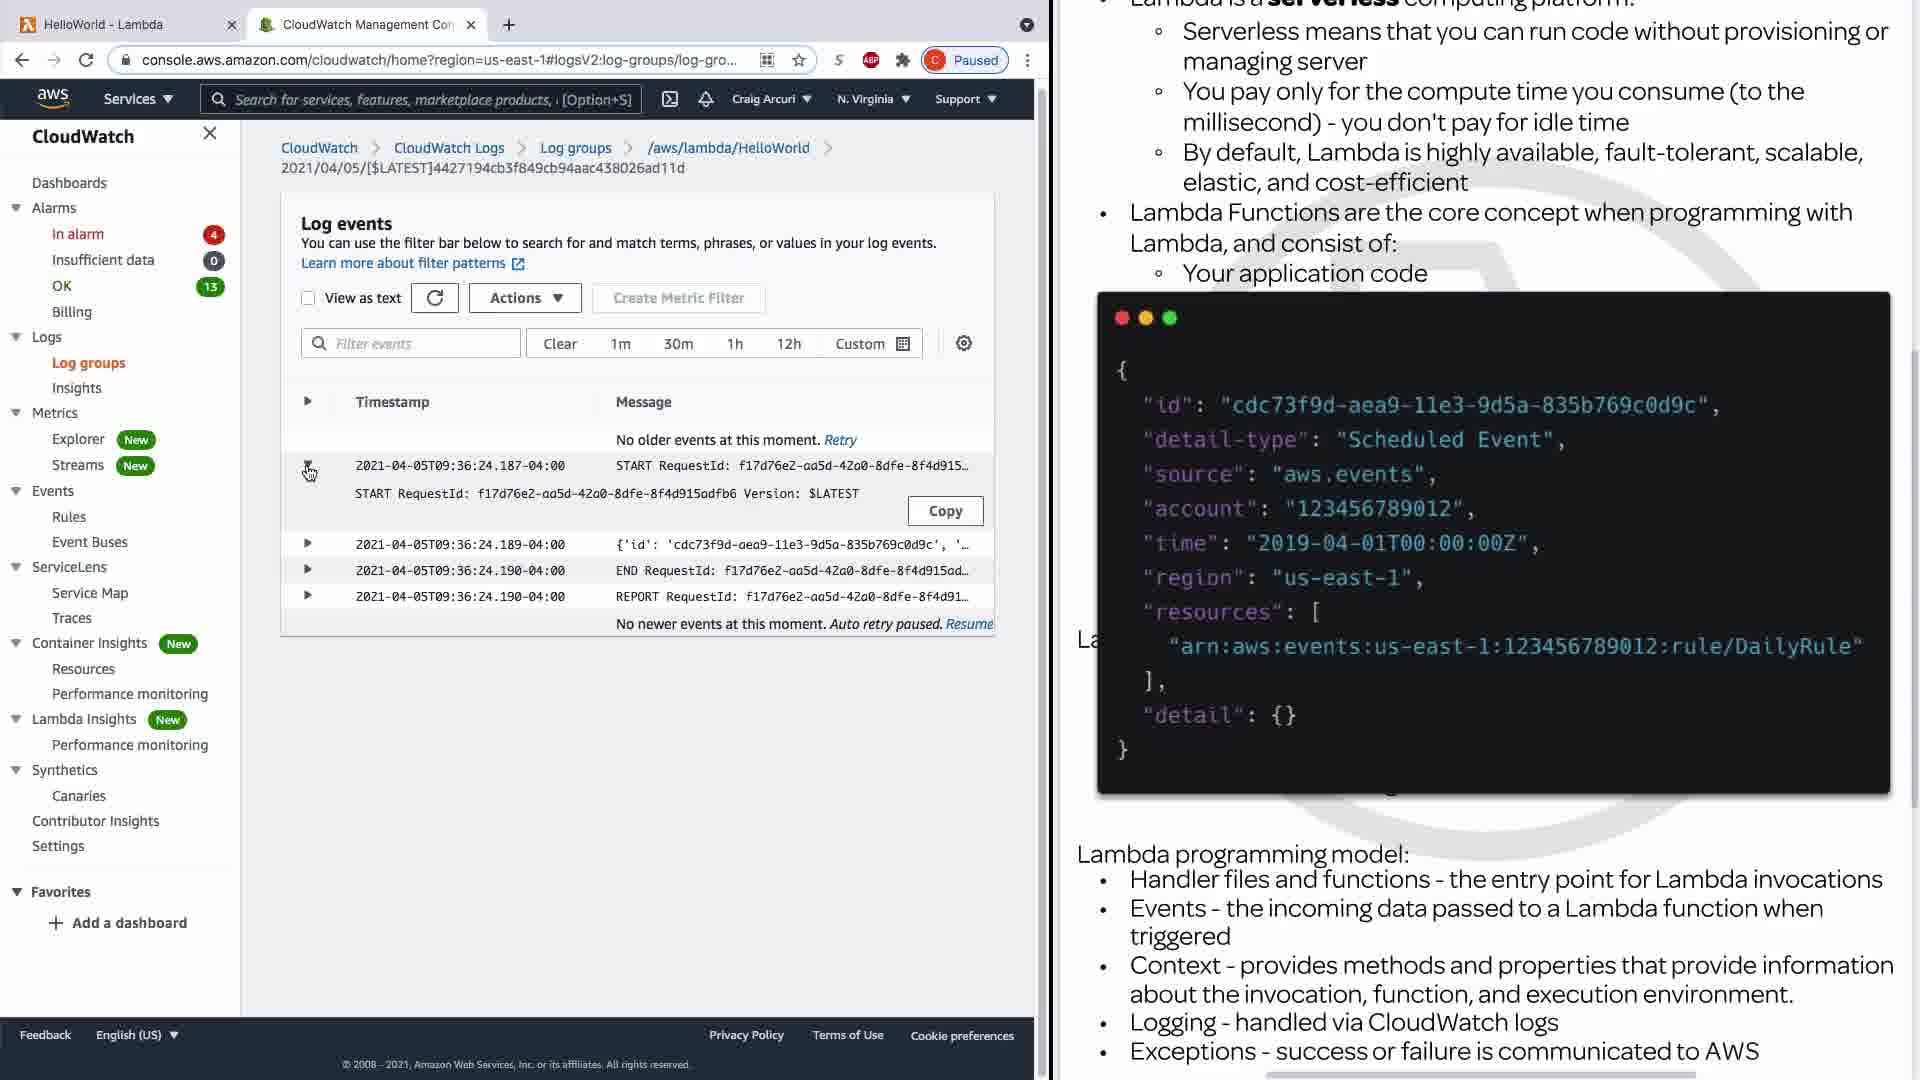 HelloWorld - Lambda
CloudWatch Management Con
console.aws.amazon.com/cloudwatch/home?region=us-east-1#logsV2:log-groups/log-gro...
ABP
C Paused
aws
Services
Search for services, features, marketplace products, [Option+S]
Craig Arcuri
N. Virginia
Support
CloudWatch
Dashboards
Alarms
In alarm 4
Insufficient data 0
OK 13
Billing
Logs
Log groups
Insights
Metrics
Explorer New
Streams New
Events
Rules
Event Buses
ServiceLens
Service Map
Traces
Container Insights New
Resources
Performance monitoring
Lambda Insights New
Performance monitoring
Synthetics
Canaries
Contributor Insights
Settings
Favorites
Add a dashboard
CloudWatch > CloudWatch Logs > Log groups > /aws/lambda/HelloWorld >
2021/04/05/[$LATEST]4427194cb3f849cb94aac438026ad11d
Log events
You can use the filter bar below to search for and match terms, phrases, or values in your log events.
Learn more about filter patterns
View as text
Actions
Create Metric Filter
Filter events
Clear 1m 30m 1h 12h Custom
Timestamp Message
No older events at this moment. Retry
2021-04-05T09:36:24.187-04:00 START RequestId: f17d76e2-aa5d-42a0-8dfe-8f4d915…
START RequestId: f17d76e2-aa5d-42a0-8dfe-8f4d915adfb6 Version: $LATEST
Copy
2021-04-05T09:36:24.189-04:00 {'id': 'cdc73f9d-aea9-11e3-9d5a-835b769c0d9c', '…
2021-04-05T09:36:24.190-04:00 END RequestId: f17d76e2-aa5d-42a0-8dfe-8f4d915ad…
2021-04-05T09:36:24.190-04:00 REPORT RequestId: f17d76e2-aa5d-42a0-8dfe-8f4d91…
No newer events at this moment. Auto retry paused. Resume
Feedback
English (US)
Privacy Policy
Terms of Use
Cookie preferences
© 2008 - 2021, Amazon Web Services, Inc. or its affiliates. All rights reserved.
Lambda is a serverless computing platform.
Serverless means that you can run code without provisioning or
managing server
You pay only for the compute time you consume (to the
millisecond) - you don't pay for idle time
By default, Lambda is highly available, fault-tolerant, scalable,
elastic, and cost-efficient
Lambda Functions are the core concept when programming with
Lambda, and consist of:
Your application code
{
"id": "cdc73f9d-aea9-11e3-9d5a-835b769c0d9c",
"detail-type": "Scheduled Event",
"source": "aws.events",
"account": "123456789012",
"time": "2019-04-01T00:00:00Z",
"region": "us-east-1",
"resources": [
"arn:aws:events:us-east-1:123456789012:rule/DailyRule"
],
"detail": {}
}
Lambda programming model:
Handler files and functions - the entry point for Lambda invocations
Events - the incoming data passed to a Lambda function when
triggered
Context - provides methods and properties that provide information
about the invocation, function, and execution environment.
Logging - handled via CloudWatch logs
Exceptions - success or failure is communicated to AWS